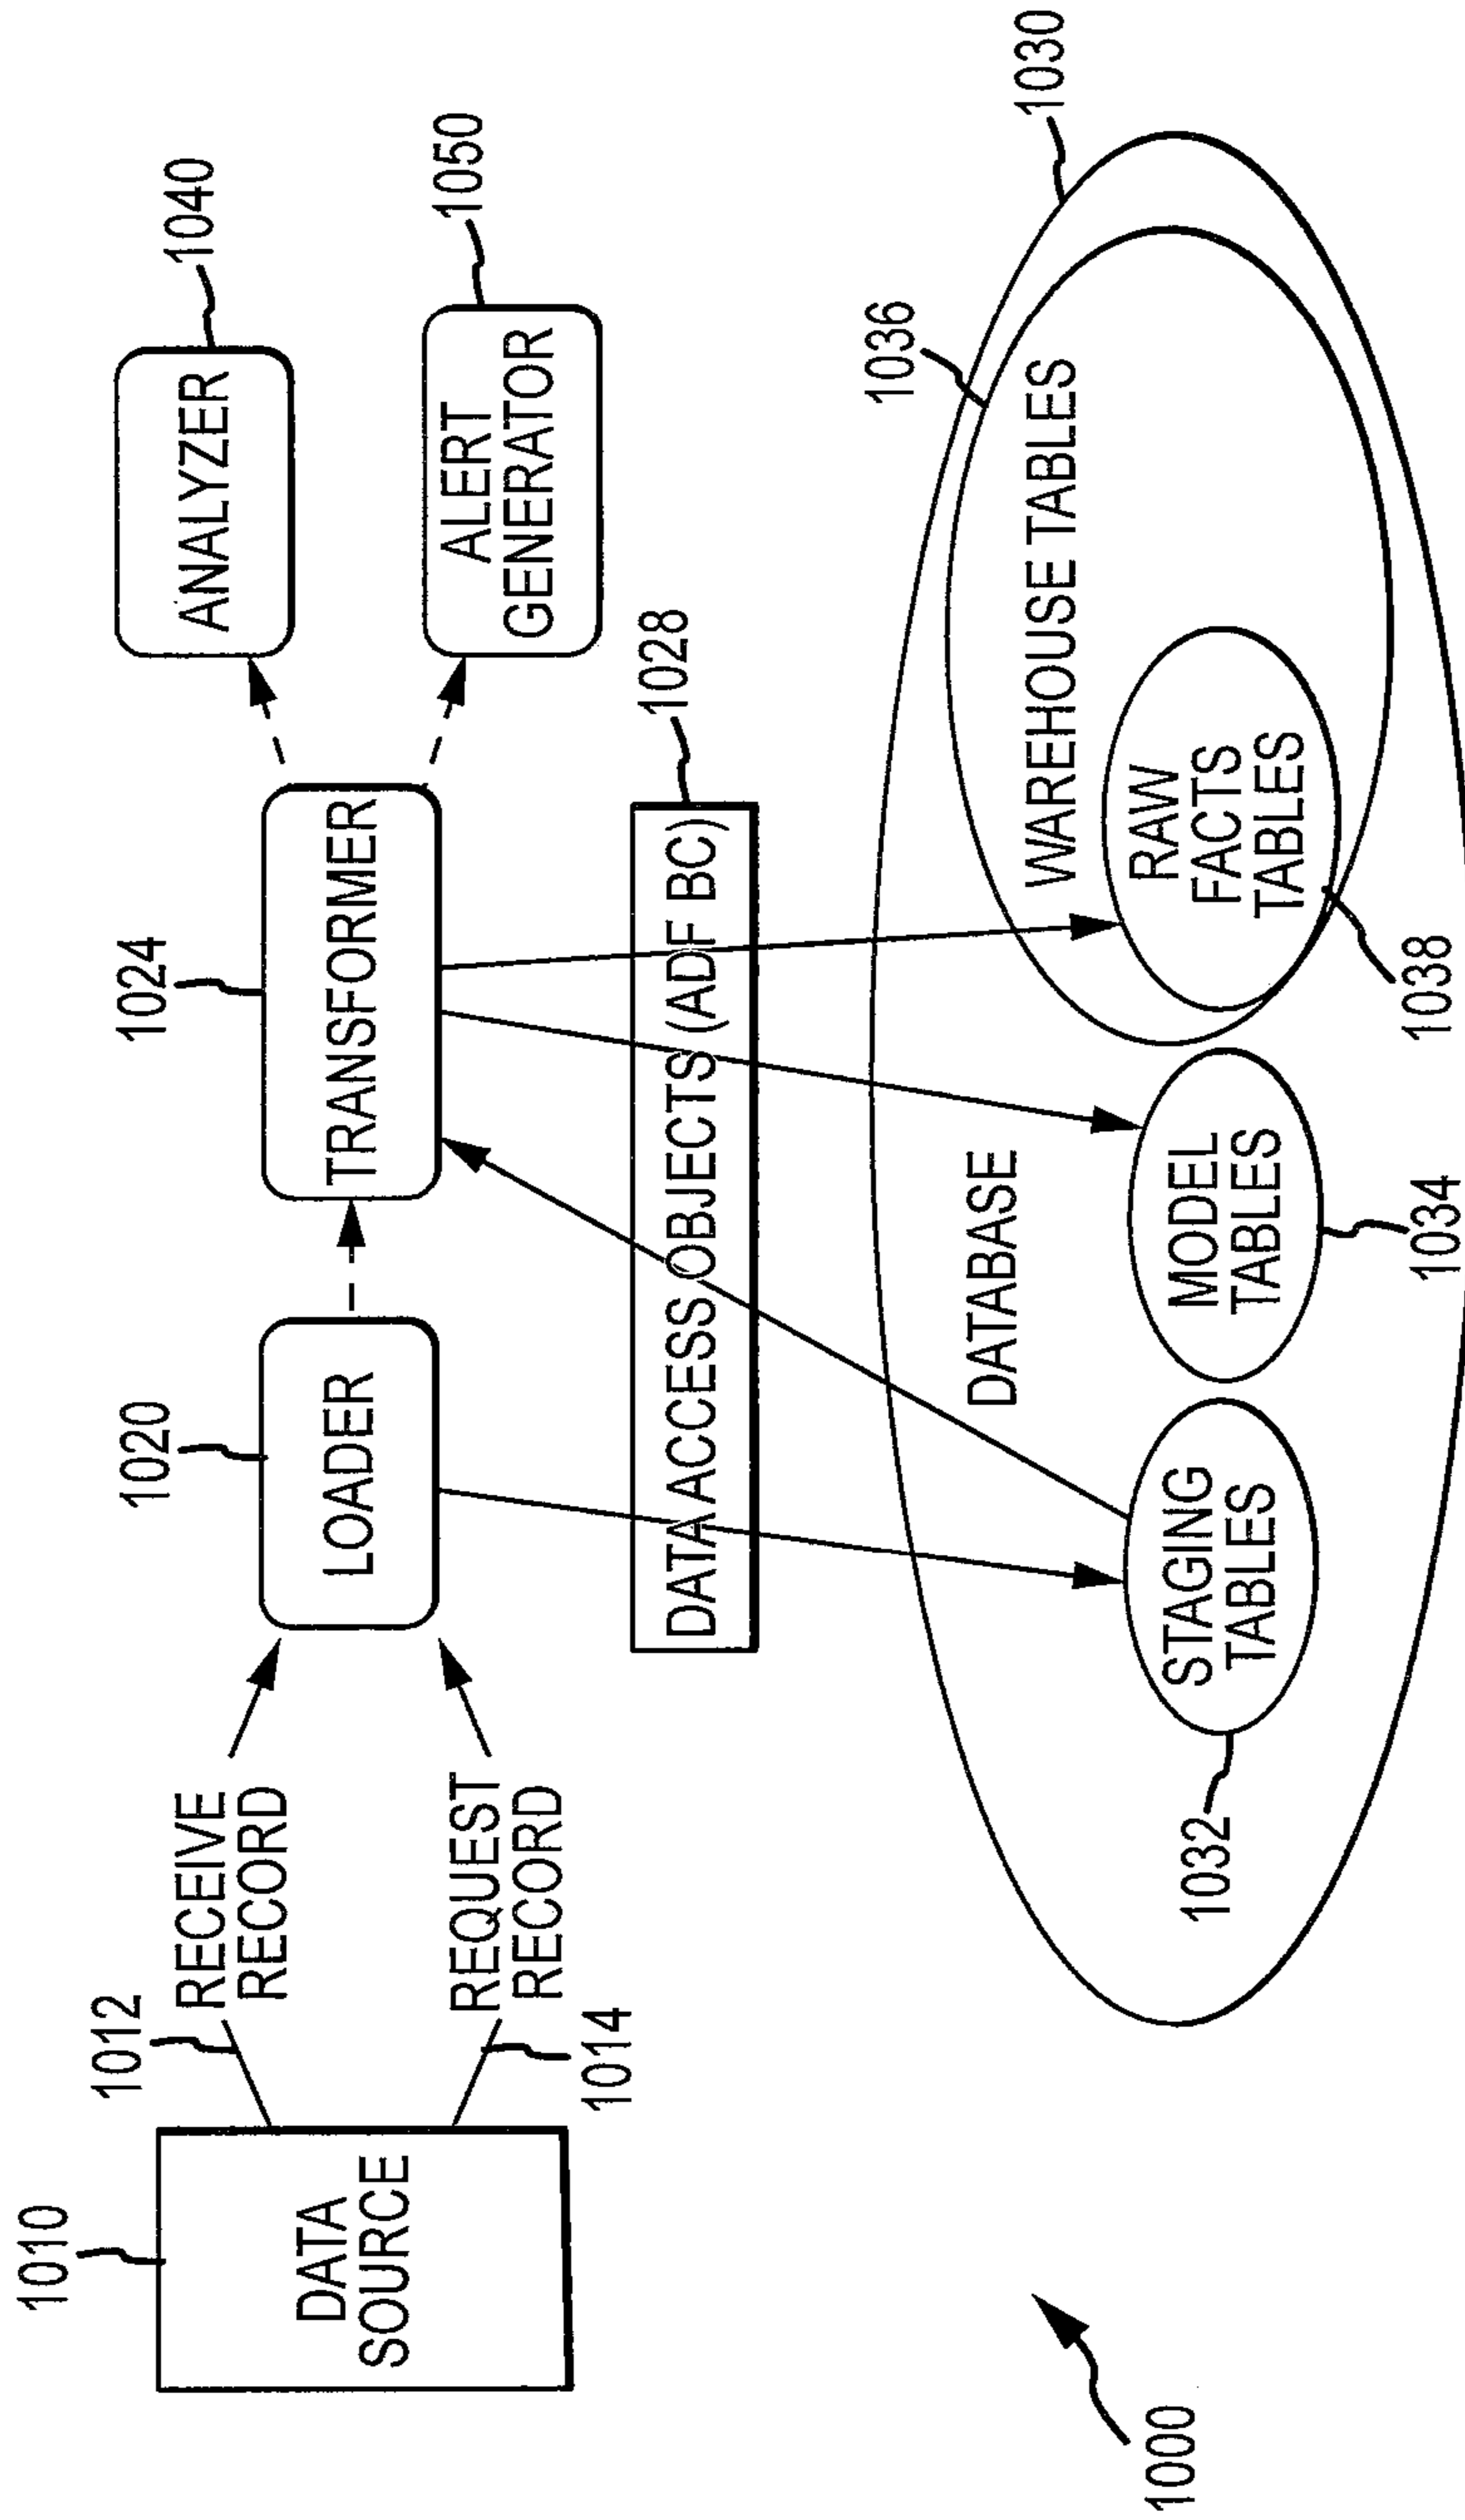 1010
DATA
SOURCE
1012
RECEIVE
RECORD
REQUEST
RECORD
1014
1020
LOADER
1024
TRANSFORMER
1040
ANALYZER
1050
ALERT
GENERATOR
1028
DATA ACCESS OBJECTS (ADF BC)
1030
DATABASE
1032
STAGING
TABLES
1034
MODEL
TABLES
1036
WAREHOUSE TABLES
RAW
FACTS
TABLES
1038
1000